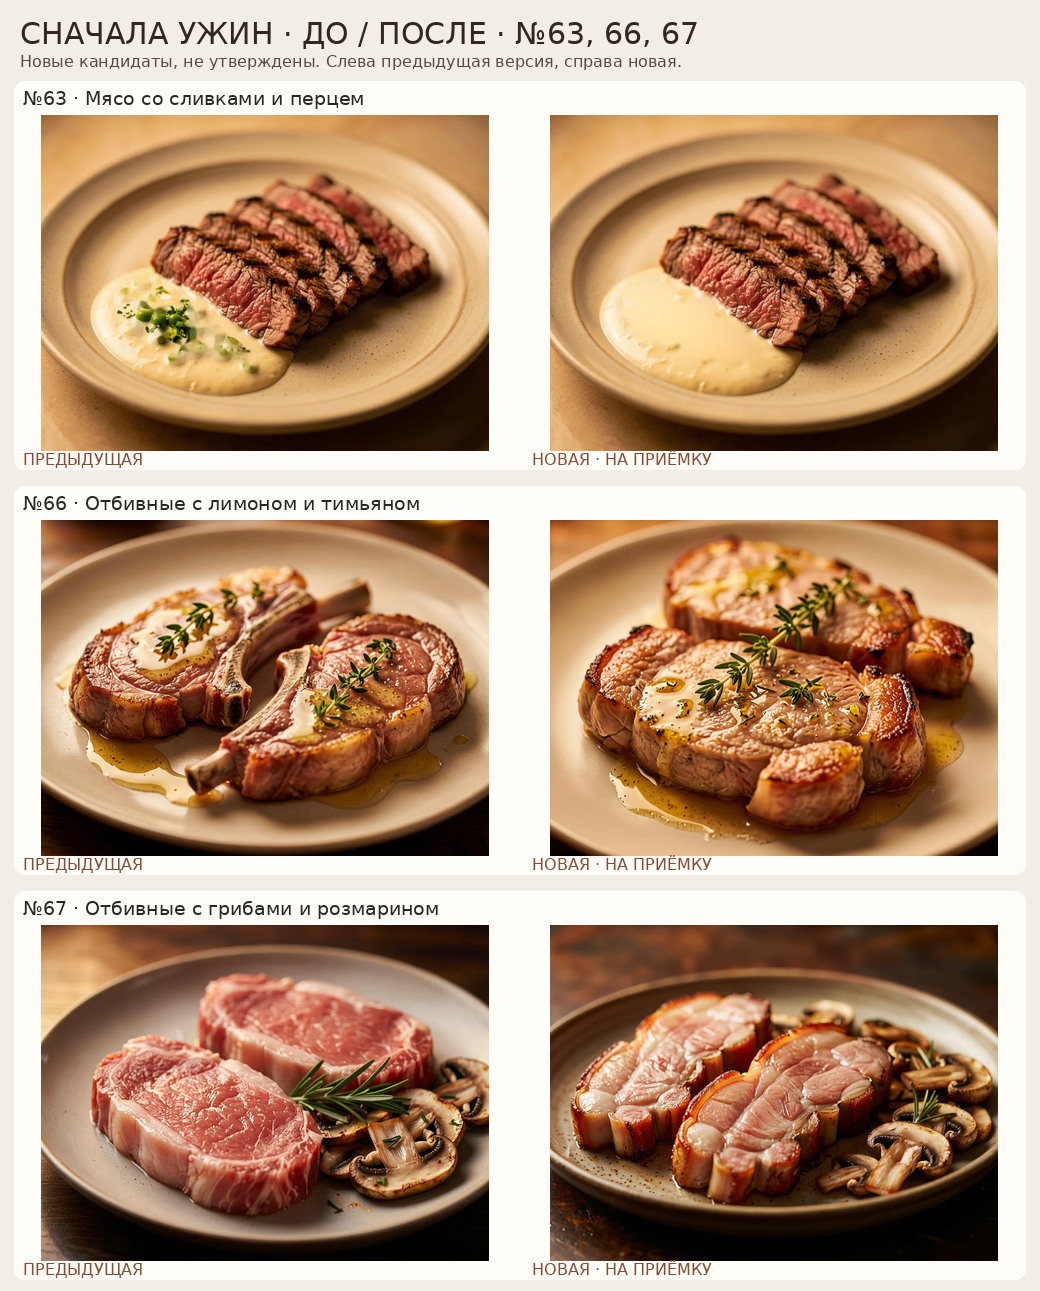 СНАЧАЛА УЖИН · ДО / ПОСЛЕ · №63, 66, 67
Новые кандидаты, не утверждены. Слева предыдущая версия, справа новая.
№63 · Мясо со сливками и перцем
ПРЕДЫДУЩАЯ
НОВАЯ · НА ПРИЁМКУ
№66 · Отбивные с лимоном и тимьяном
ПРЕДЫДУЩАЯ
НОВАЯ · НА ПРИЁМКУ
№67 · Отбивные с грибами и розмарином
ПРЕДЫДУЩАЯ
НОВАЯ · НА ПРИЁМКУ